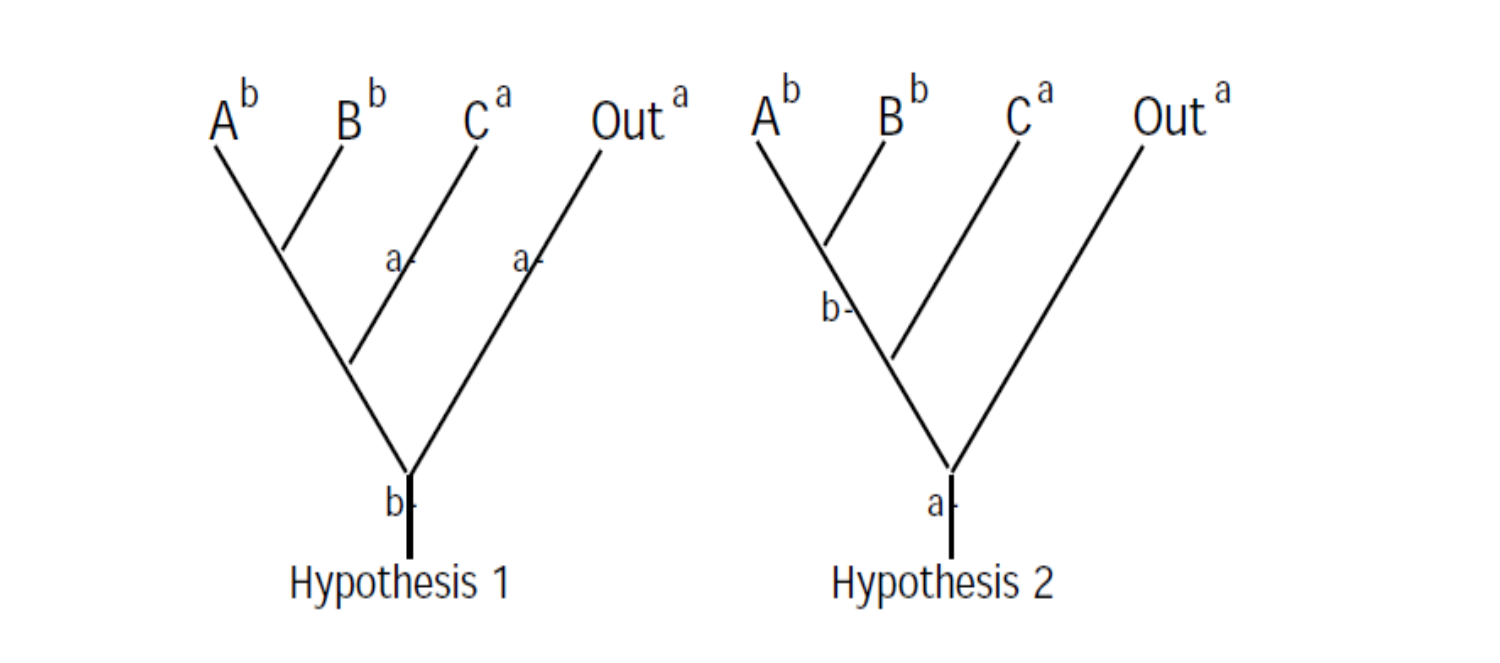 A^b B^b C^a Out^a A^b B^b C^a Out^a
a- a-
b-
b- a-
Hypothesis 1 Hypothesis 2